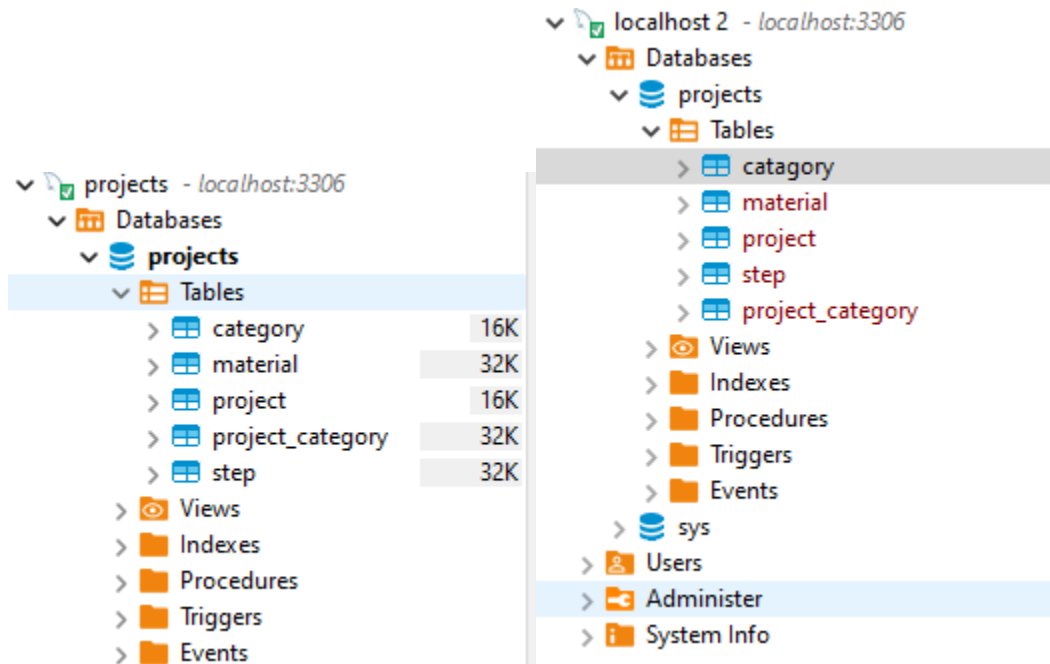 projects - localhost:3306
Databases
projects
Tables
category 16K
material 32K
project 16K
project_category 32K
step 32K
Views
Indexes
Procedures
Triggers
Events
localhost 2 - localhost:3306
Databases
projects
Tables
catagory
material
project
step
project_category
Views
Indexes
Procedures
Triggers
Events
sys
Users
Administer
System Info